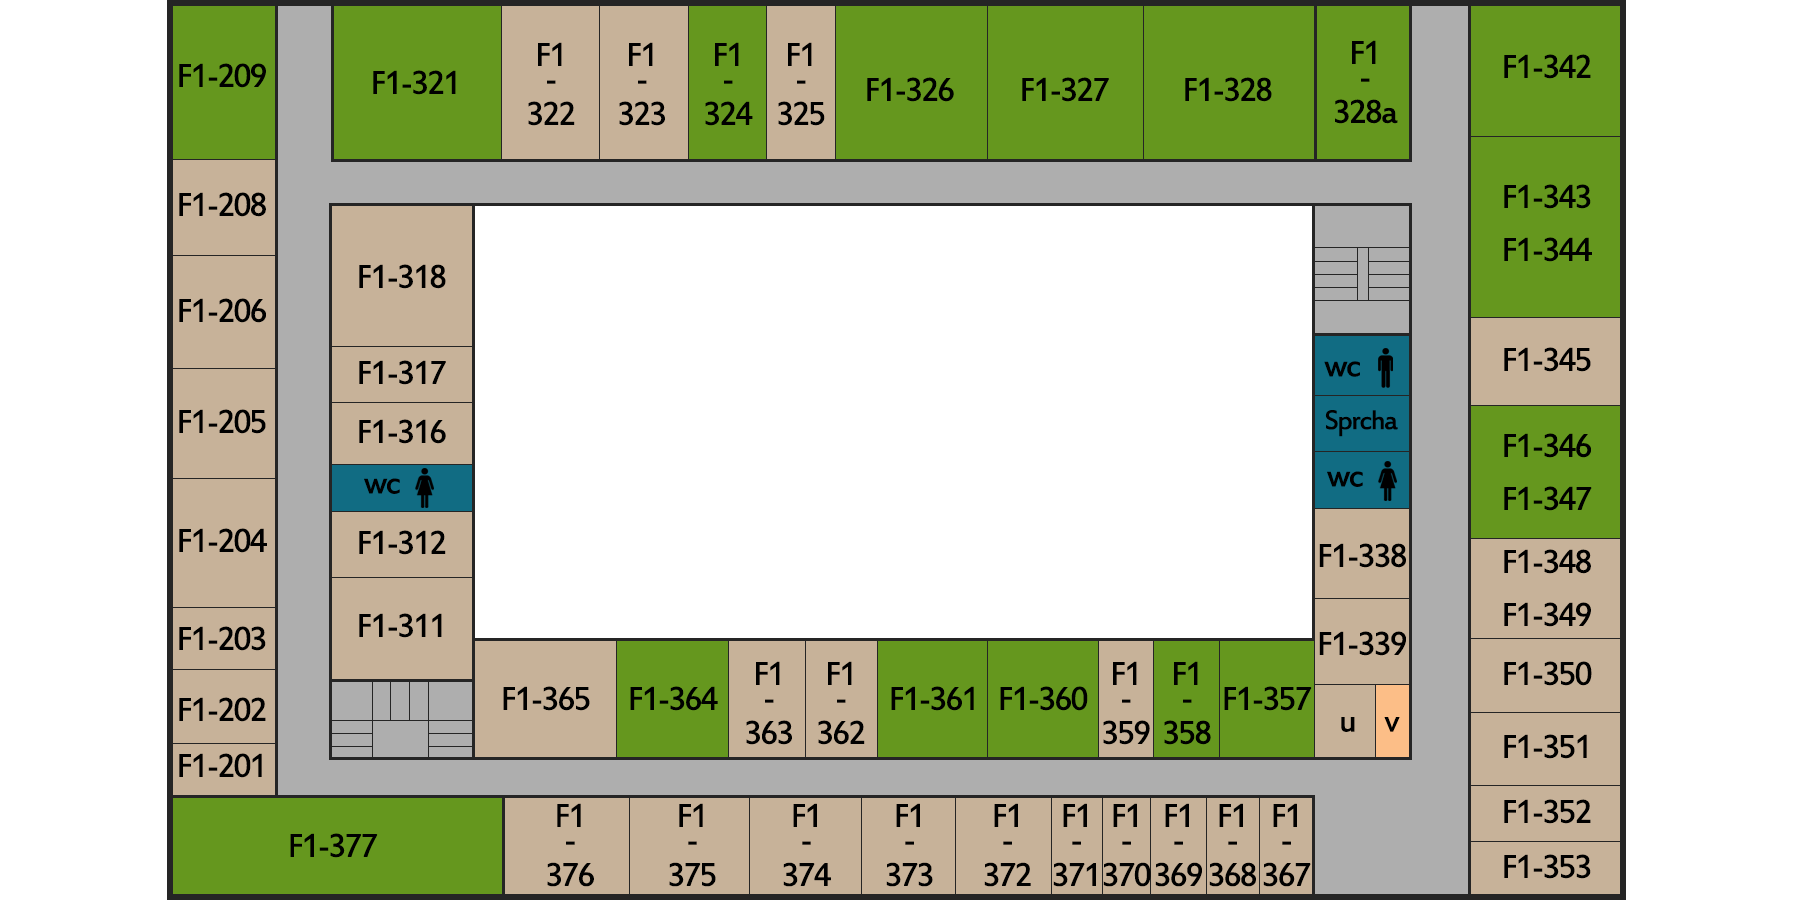 F1-209
F1-208
F1-206
F1-205
F1-204
F1-203
F1-202
F1-201
F1-377
F1-321
F1
-
322
F1
-
323
F1
-
324
F1
-
325
F1-326
F1-327
F1-328
F1
-
328a
F1-318
F1-317
F1-316
WC
F1-312
F1-311
F1-365
F1-364
F1
-
363
F1
-
362
F1-361
F1-360
F1
-
359
F1
-
358
F1-357
WC
Sprcha
WC
F1-338
F1-339
u
v
F1
-
376
F1
-
375
F1
-
374
F1
-
373
F1
-
372
F1
-
371
F1
-
370
F1
-
369
F1
-
368
F1
-
367
F1-342
F1-343
F1-344
F1-345
F1-346
F1-347
F1-348
F1-349
F1-350
F1-351
F1-352
F1-353